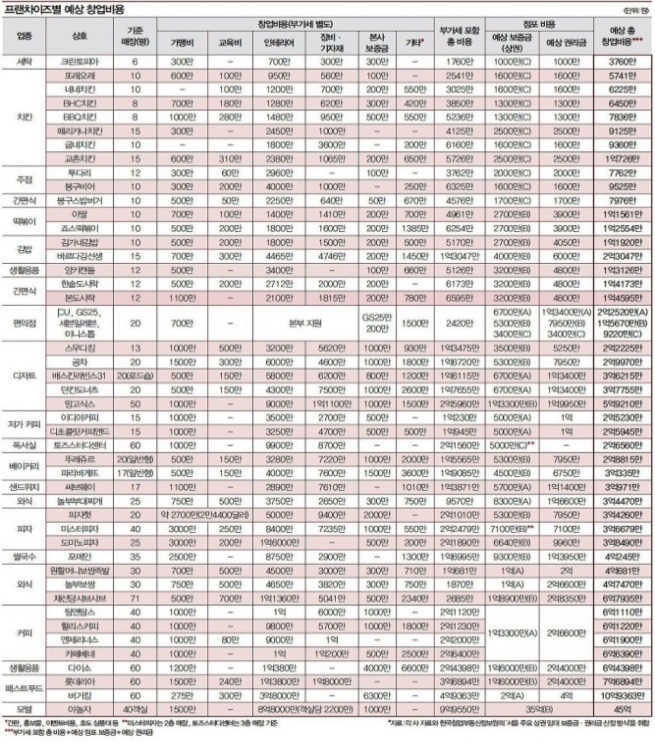 프랜차이즈별 예상 창업비용
(단위:원)
업종 상호 기준 매장(평) 창업비용(부가세 별도) 부가세 포함 총 비용 점포 비용 예상 총 창업비용***
가맹비 교육비 인테리어 장비·기자재 본사 보증금 기타* 예상 보증금(상권) 예상 권리금
세탁 크린토피아 6 300만 – 700만 300만 300만 1760만 1000만(C) 1000만 3760만
치킨 또래오래 10 600만 100만 950만 560만 100만 – 2541만 1600만(C) 1600만 5741만
네네치킨 10 – 100만 1200만 700만 200만 550만 3025만 1600만(C) 1600만 6225만
BHC치킨 8 700만 180만 1280만 620만 300만 420만 3850만 1300만(C) 1300만 6450만
BBQ치킨 8 1000만 280만 1480만 950만 500만 550만 5236만 1300만(C) 1300만 7836만
페리카나치킨 15 300만 – 2450만 1000만 – 4125만 2500만(C) 2500만 9125만
굽네치킨 10 – – 1800만 3600만 – 200만 6160만 1600만(C) 1600만 9360만
교촌치킨 15 600만 310만 2380만 1065만 200만 650만 5726만 2500만(C) 2500만 1억726만
주점 투다리 12 300만 60만 2960만 – 100만 – 3762만 2000만(C) 2000만 7762만
봉구비어 10 300만 200만 4000만 1000만 – 250만 6325만 1600만(C) 1600만 9525만
간편식 봉구스밥버거 10 500만 50만 2250만 640만 50만 670만 4576만 1700만(C) 1700만 7976만
떡볶이 아딸 10 700만 100만 1400만 1410만 200만 700만 4961만 2700만(B) 3900만 1억1561만
죠스떡볶이 10 500만 200만 1800만 1600만 200만 1385만 6254만 2700만(B) 3900만 1억2554만
김밥 김가네김밥 10 500만 200만 1800만 1500만 200만 500만 5170만 2700만(B) 4050만 1억1920만
바르다김선생 15 700만 300만 4465만 4746만 200만 1450만 1억3047만 4000만(B) 6000만 2억3047만
생활용품 양키캔들 12 500만 – 3400만 – 100만 660만 5126만 3200만(B) 4800만 1억3126만
간편식 한솥도시락 12 500만 200만 2712만 2000만 200만 – 6173만 3200만(B) 4800만 1억4173만
본도시락 12 1100만 – 2100만 1815만 200만 780만 6595만 3200만(B) 4800만 1억4595만
편의점 CU, GS25, 세븐일레븐, 미니스톱 20 700만 – 본부 지원 GS25만 200만 1500만 2420만 6700만(A) 5300만(B) 3400만(C) 1억3400만(A) 7950만(B) 3400만(C) 2억2520만(A) 1억5670만(B) 9220만(C)
디저트 스무디킹 13 1000만 500만 3200만 5620만 1000만 930만 1억3475만 3500만(B) 5250만 2억2225만
공차 20 1500만 300만 6000만 4600만 1000만 1800만 1억6720만 5300만(B) 7950만 2억9970만
베스킨라빈스31 20(로드숍) 500만 150만 5800만 6200만 800만 1200만 1억6115만 6700만(A) 1억3400만 3억6215만
던킨도너츠 20 500만 150만 4300만 7500만 1000만 2600만 1억7655만 6700만(A) 1억3400만 3억7755만
망고식스 50 1000만 – 9000만 1억1100만 1000만 1500만 2억5960만 1억3300만(B) 1억9950만 5억9210만
저가 커피 이디야커피 15 1000만 – 3500만 2700만 500만 – 1억230만 5000만(A) 1억 2억5230만
디초콜릿커피앤드 15 1000만 – 3250만 4700만 500만 500만 1억945만 5000만(A) 1억 2억5945만
독서실 토즈스터디센터 60 1000만 – 9900만 8700만 – 2억1560만 5000만(C)** – 2억6560만
베이커리 뚜레쥬르 20(일반형) 500만 150만 3280만 7220만 1000만 2000만 1억5565만 5300만(B) 7950만 2억8815만
파리바게뜨 17(일반형) 500만 150만 4000만 7600만 1500만 3600만 1억9085만 4500만(B) 6750만 3억335만
샌드위치 써브웨이 17 1100만 – 2890만 7610만 – 1010만 1억3871만 5700만(A) 1억1400만 3억971만
외식 놀부부대찌개 25 750만 500만 3750만 2650만 300만 750만 9570만 8300만(A) 1억6600만 3억4470만
피자 피자헛 20 약 2700만(2만4400달러) 5000만 9400만 2000만 – 2억1010만 5300만(B) 7950만 3억4260만
미스터피자 40 3000만 250만 8400만 7235만 1000만 550만 2억2479만 7100만(B)** 7100만 3억6679만
도미노피자 25 3000만 – 1억6000만 – 500만 200만 2억1890만 6640만(B) 9960만 3억8490만
쌀국수 포메인 35 2500만 – 8750만 2900만 – 1300만 1억6995만 9300만(B) 1억3950만 4억245만
외식 원할머니보쌈족발 30 700만 500만 4500만 3000만 300만 710만 1억681만 1억(A) 2억 4억681만
놀부보쌈 30 750만 500만 4650만 3820만 300만 750만 1870만 1억(A) 2억6600만 4억7470만
채선당샤브샤브 71 500만 700만 1억1360만 5041만 500만 2340만 2685만 1억8900만(B) 2억8350만 6억7935만
커피 탐앤탐스 40 1000만 – 1억 6000만 1000만 – 2억1120만 1억3300만(A) 2억6600만 6억1110만
할리스커피 40 1000만 – 9800만 5700만 1000만 1800만 2억1230만 6억1220만
엔제리너스 40 1000만 80만 9000만 1억 – 2억2000만 6억1900만
카페베네 40 1000만 – 1억 1억200만 500만 2500만 2억6400만 6억6390만
생활용품 다이소 60 1200만 – 1억380만 – 4000만 6600만 2억4398만 1억6000만(B) 2억4000만 6억4398만
패스트푸드 롯데리아 60 1500만 240만 1억3800만 1억8000만 – 3억6894만 1억6000만(B) 2억4000만 7억6894만
버거킹 60 275만 300만 3억8000만 6300만 – 4억9363만 2억(A) 4억 10억9363만
모텔 야놀자 40객실 1500만 – 8억8000만(객실당 2200만) – 9억9550만 35억(B) 45억
*간판, 홍보물, 이벤트비용, 초도 상품대 등 **미스터피자는 2층 매장, 토즈스터디센터는 3층 매장 기준
***부가세 포함 총 비용+예상 점포 보증금+예상 권리금
*자료:각 사 자료와 한국창업부동산정보원의 '서울 주요 상권 임대 보증금·권리금 산정 방식'을 취합